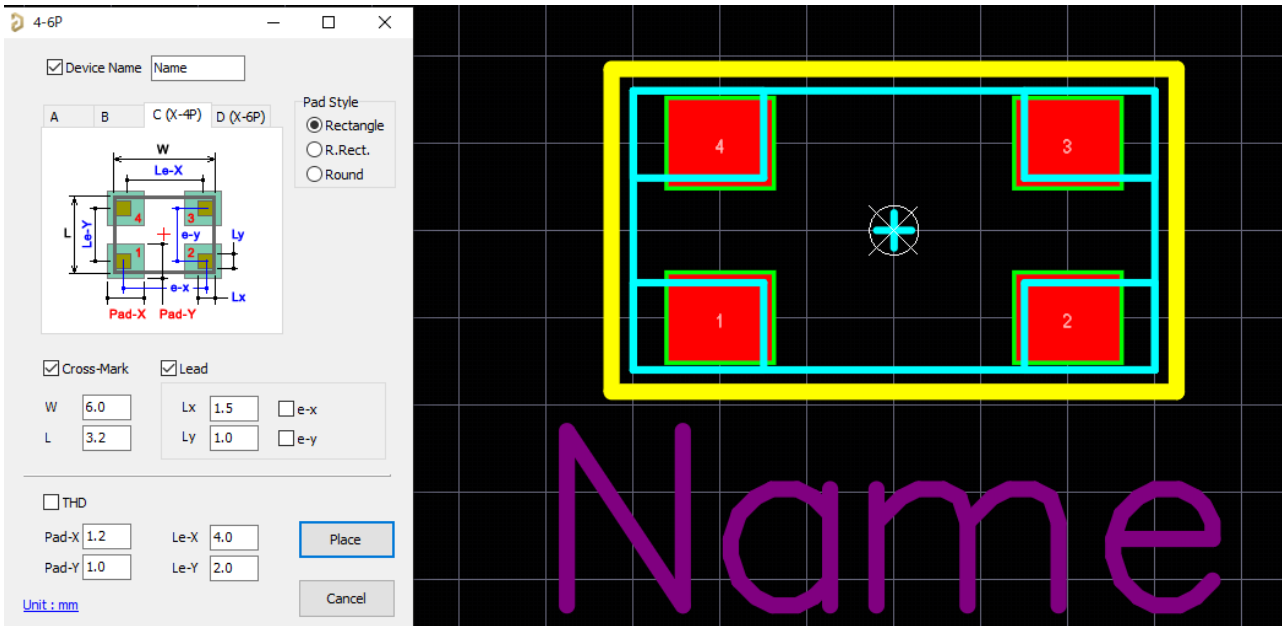 4-6P
Device Name Name
A B C (X-4P) D (X-6P)
Pad Style
Rectangle
R.Rect.
Round
W
Le-X
4 3
L Le-Y e-y Ly
1 2
e-x Lx
Pad-X Pad-Y
Cross-Mark Lead
W 6.0 Lx 1.5 e-x
L 3.2 Ly 1.0 e-y
THD
Pad-X 1.2 Le-X 4.0 Place
Pad-Y 1.0 Le-Y 2.0
Unit : mm Cancel
4 3
1 2
Name